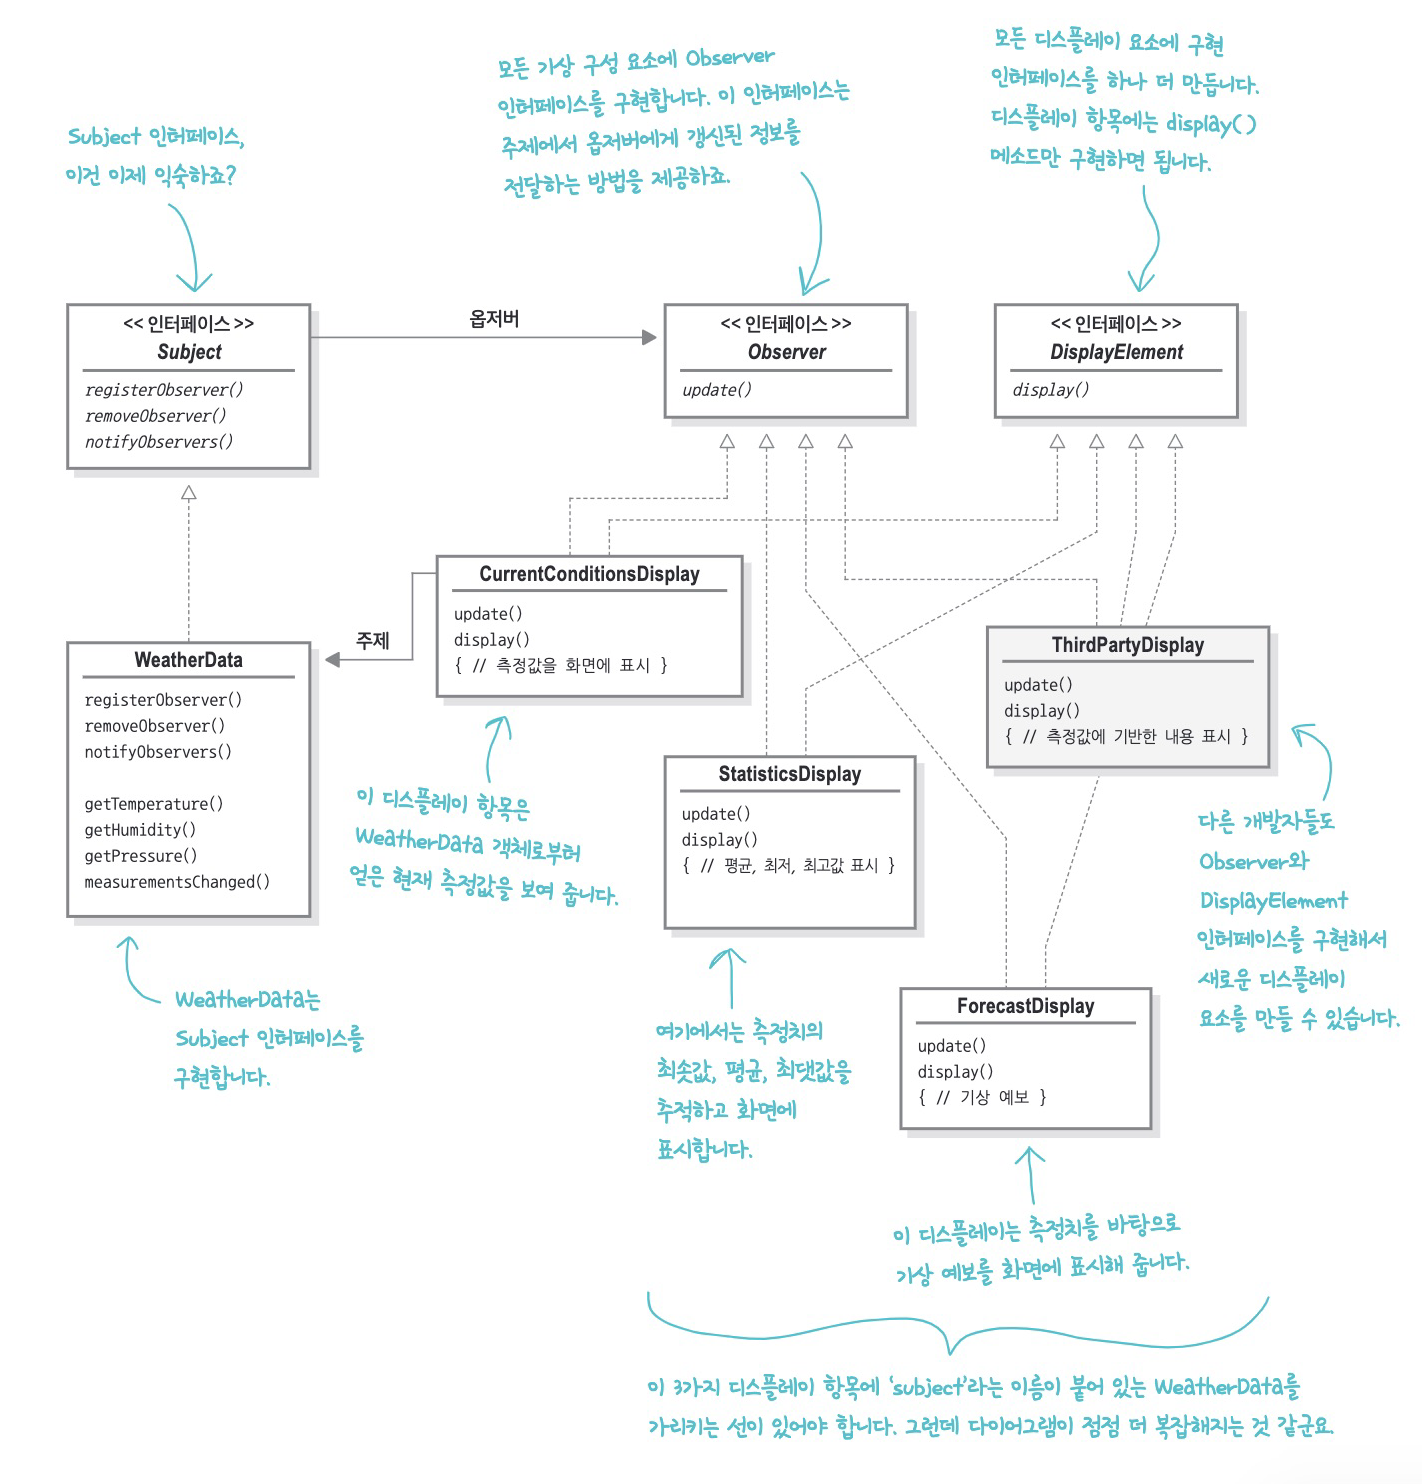 Subject 인터페이스,
이건 이제 익숙하죠?
모든 가상 구성 요소에 Observer
인터페이스를 구현합니다. 이 인터페이스는
주제에서 옵저버에게 갱신된 정보를
전달하는 방법을 제공하죠.
모든 디스플레이 요소에 구현
인터페이스를 하나 더 만듭니다.
디스플레이 항목에는 display()
메소드만 구현하면 됩니다.
<< 인터페이스 >>
Subject
registerObserver()
removeObserver()
notifyObservers()
옵저버
<< 인터페이스 >>
Observer
update()
<< 인터페이스 >>
DisplayElement
display()
CurrentConditionsDisplay
update()
display()
{ // 측정값을 화면에 표시 }
주제
WeatherData
registerObserver()
removeObserver()
notifyObservers()
getTemperature()
getHumidity()
getPressure()
measurementsChanged()
ThirdPartyDisplay
update()
display()
{ // 측정값에 기반한 내용 표시 }
StatisticsDisplay
update()
display()
{ // 평균, 최저, 최고값 표시 }
이 디스플레이 항목은
WeatherData 객체로부터
얻은 현재 측정값을 보여 줍니다.
다른 개발자들도
Observer와
DisplayElement
인터페이스를 구현해서
새로운 디스플레이
요소를 만들 수 있습니다.
WeatherData는
Subject 인터페이스를
구현합니다.
여기에서는 측정치의
최솟값, 평균, 최댓값을
추적하고 화면에
표시합니다.
ForecastDisplay
update()
display()
{ // 기상 예보 }
이 디스플레이는 측정치를 바탕으로
가상 예보를 화면에 표시해 줍니다.
이 3가지 디스플레이 항목에 ‘subject’라는 이름이 붙어 있는 WeatherData를
가리키는 선이 있어야 합니다. 그런데 다이어그램이 점점 더 복잡해지는 것 같군요.